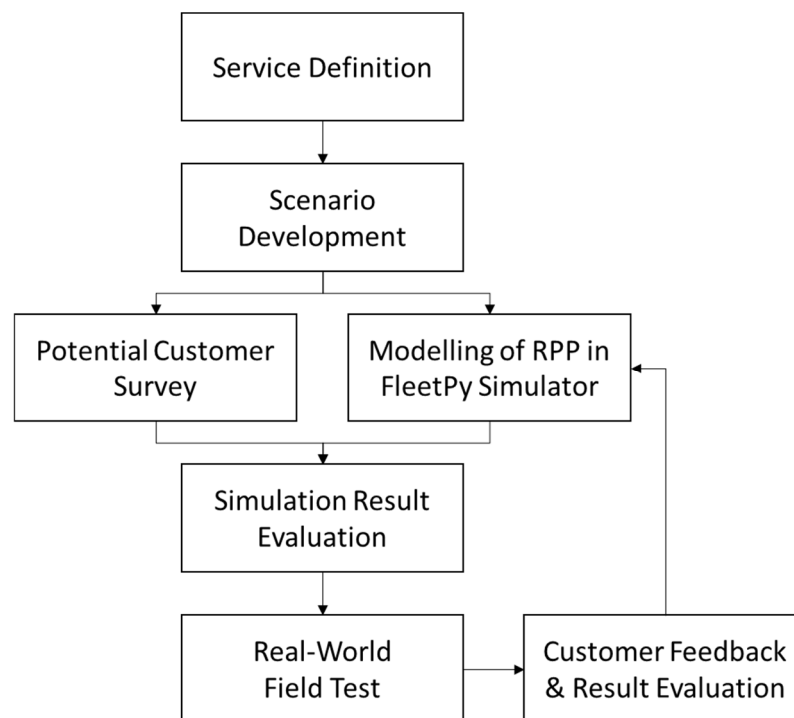 Service Definition
Scenario
Development
Potential Customer
Survey
Modelling of RPP in
FleetPy Simulator
Simulation Result
Evaluation
Real-World
Field Test
Customer Feedback
& Result Evaluation